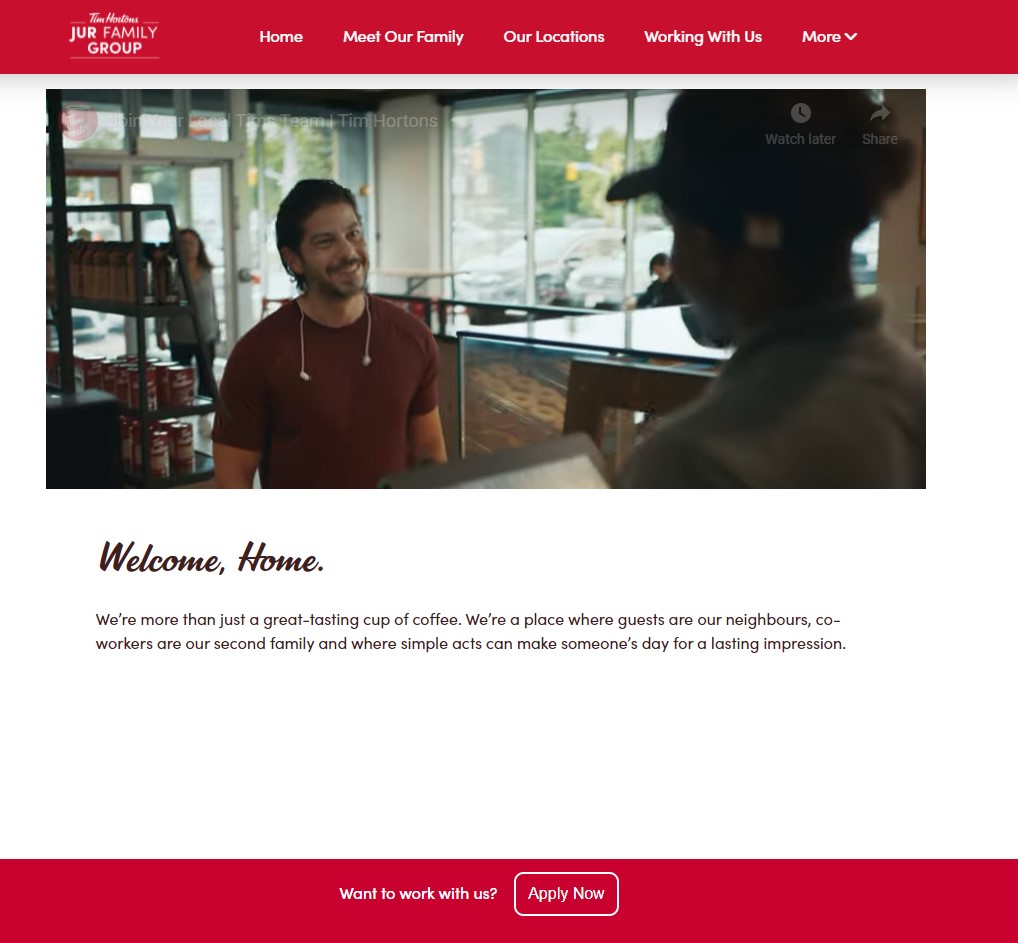 Tim Hortons
JUR FAMILY
GROUP
Home
Meet Our Family
Our Locations
Working With Us
More
Join Your Local Tims Team | Tim Hortons
Watch later
Share
Welcome, Home.
We’re more than just a great-tasting cup of coffee. We’re a place where guests are our neighbours, co-
workers are our second family and where simple acts can make someone’s day for a lasting impression.
Want to work with us?
Apply Now